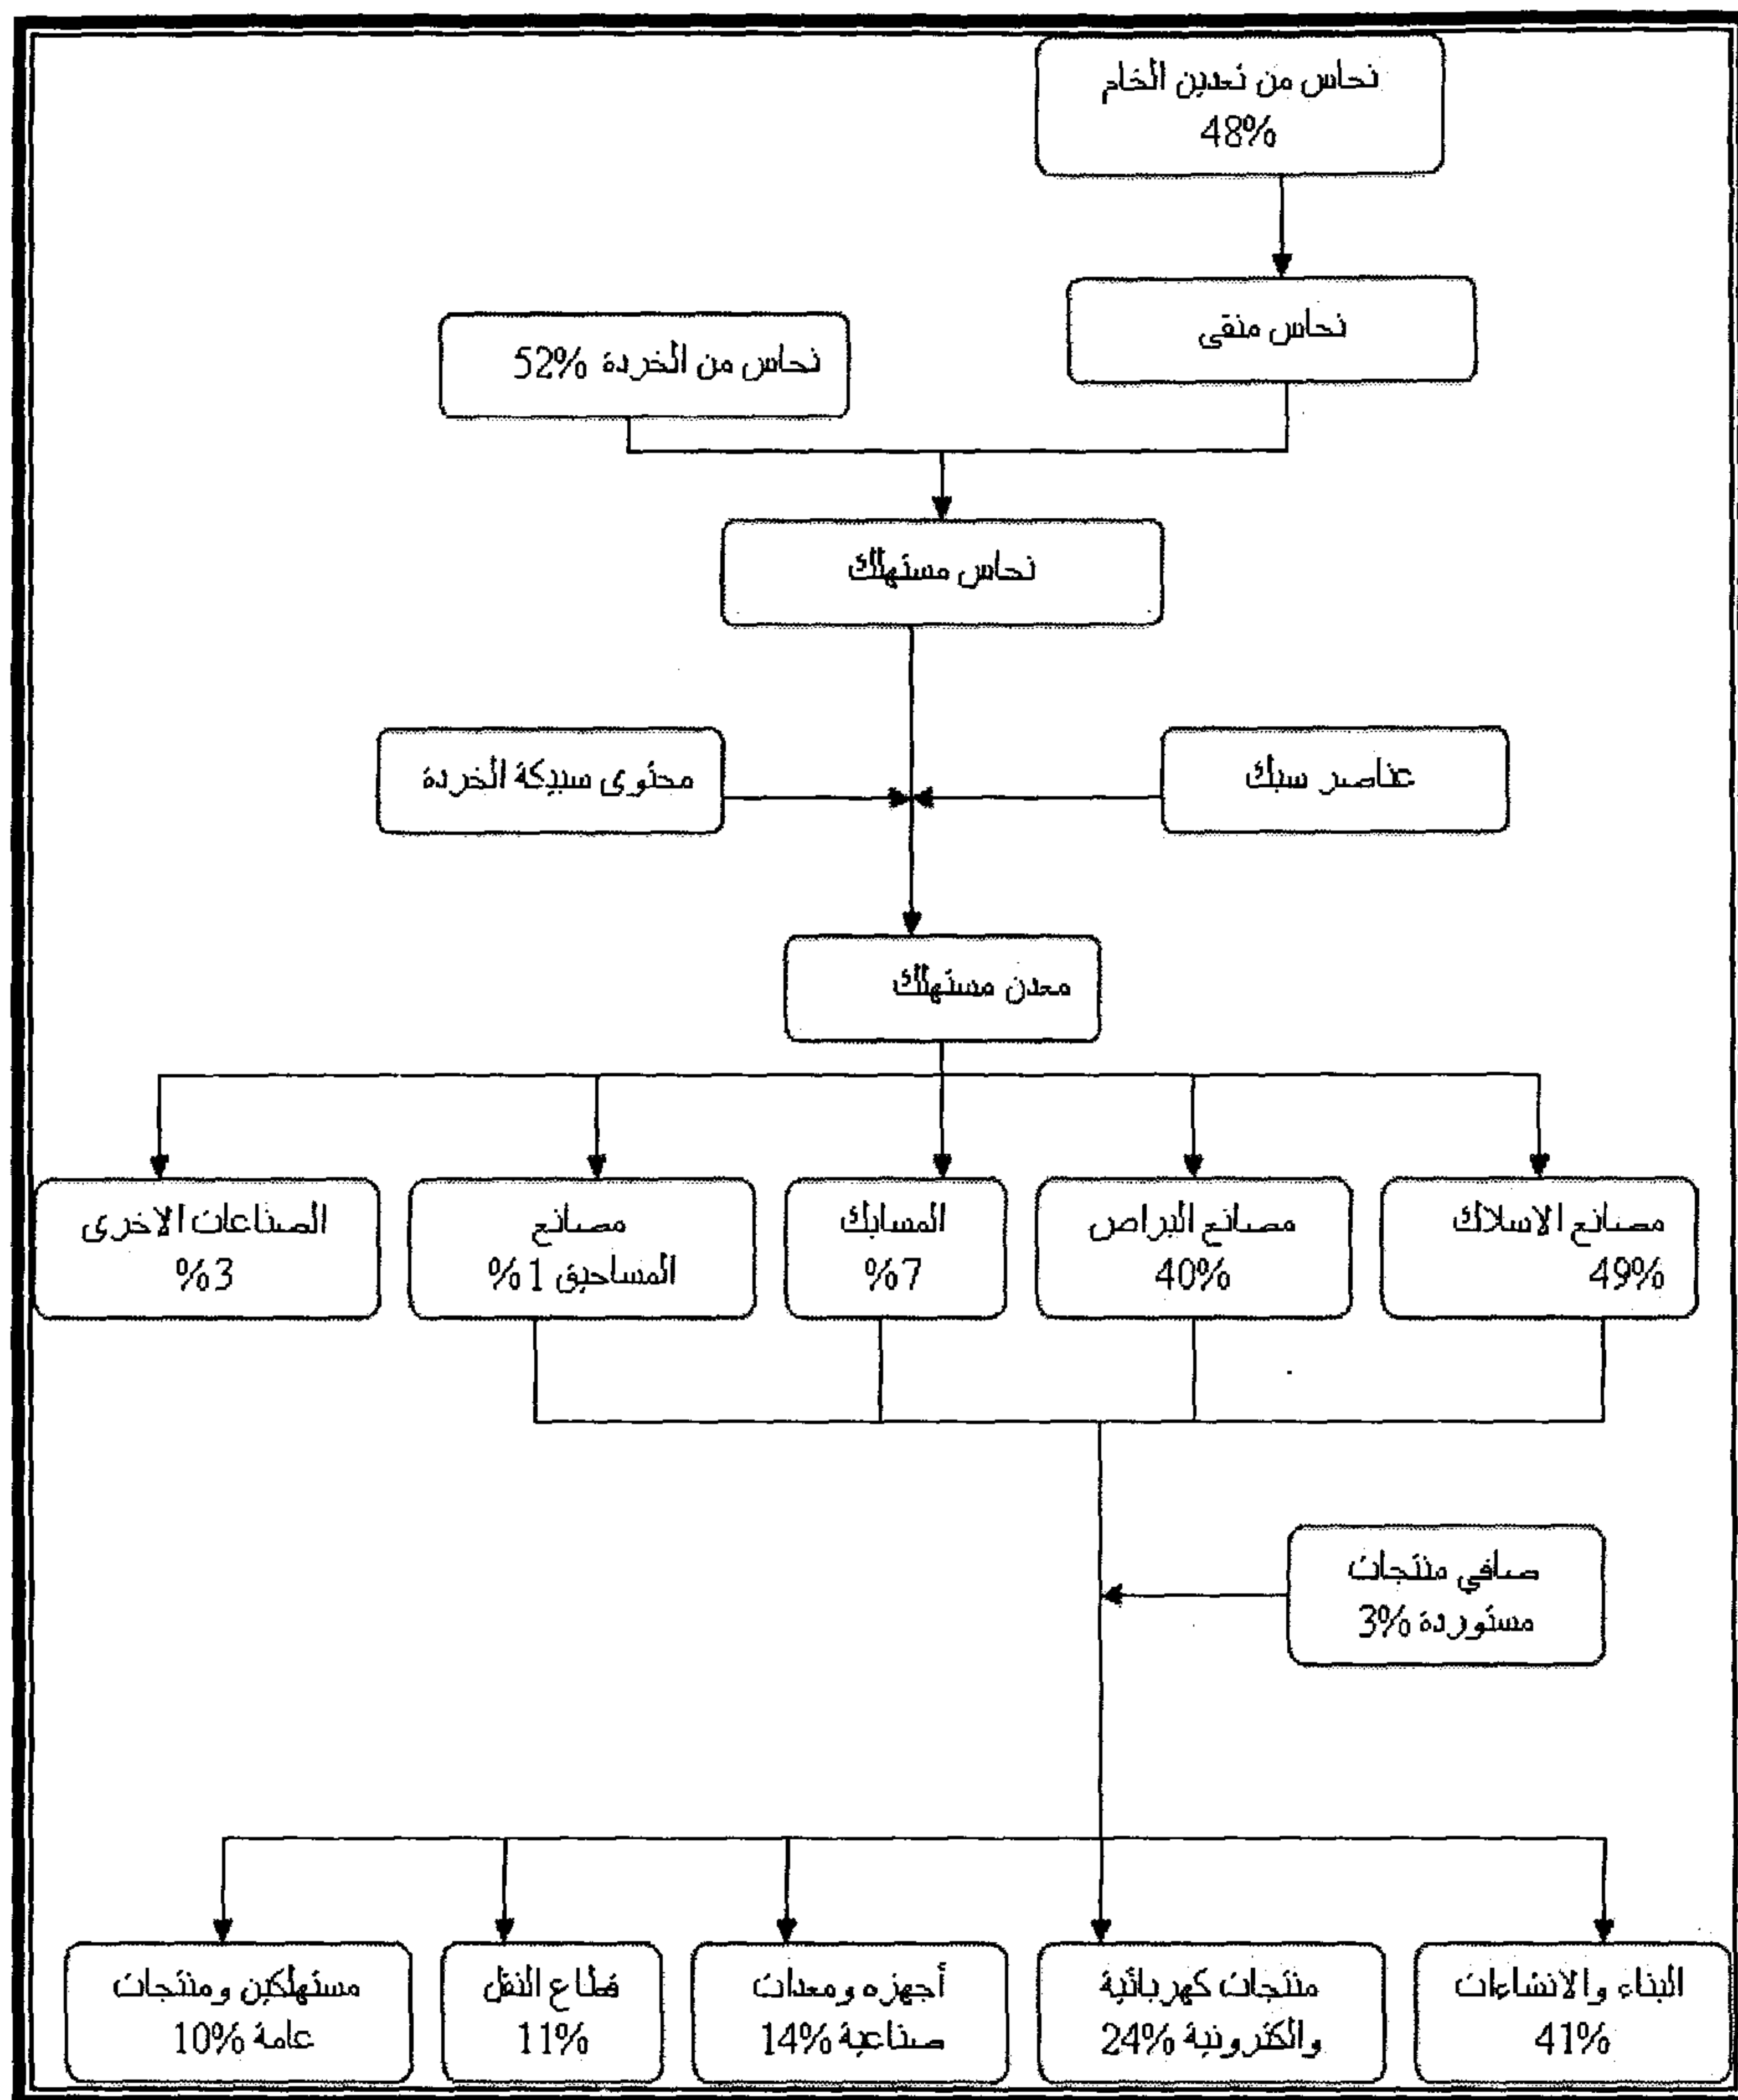 نحاس من تعدين الخام
48%
نحاس منقى
نحاس من الخردة 52%
نحاس مستهلك
عناصر سبك
محتوى سبيكة الخردة
معدن مستهلك
مصانع الاسلاك
49%
مصانع البراص
40%
المسابك
%7
مصانع
المساحيق 1%
الصناعات الاخرى
%3
صافي منتجات
مستوردة 3%
البناء والانشاءات
41%
منتجات كهربائية
والكترونية 24%
أجهزه ومعدات
صناعية 14%
قطاع النقل
11%
مستهلكين ومنتجات
عامة 10%